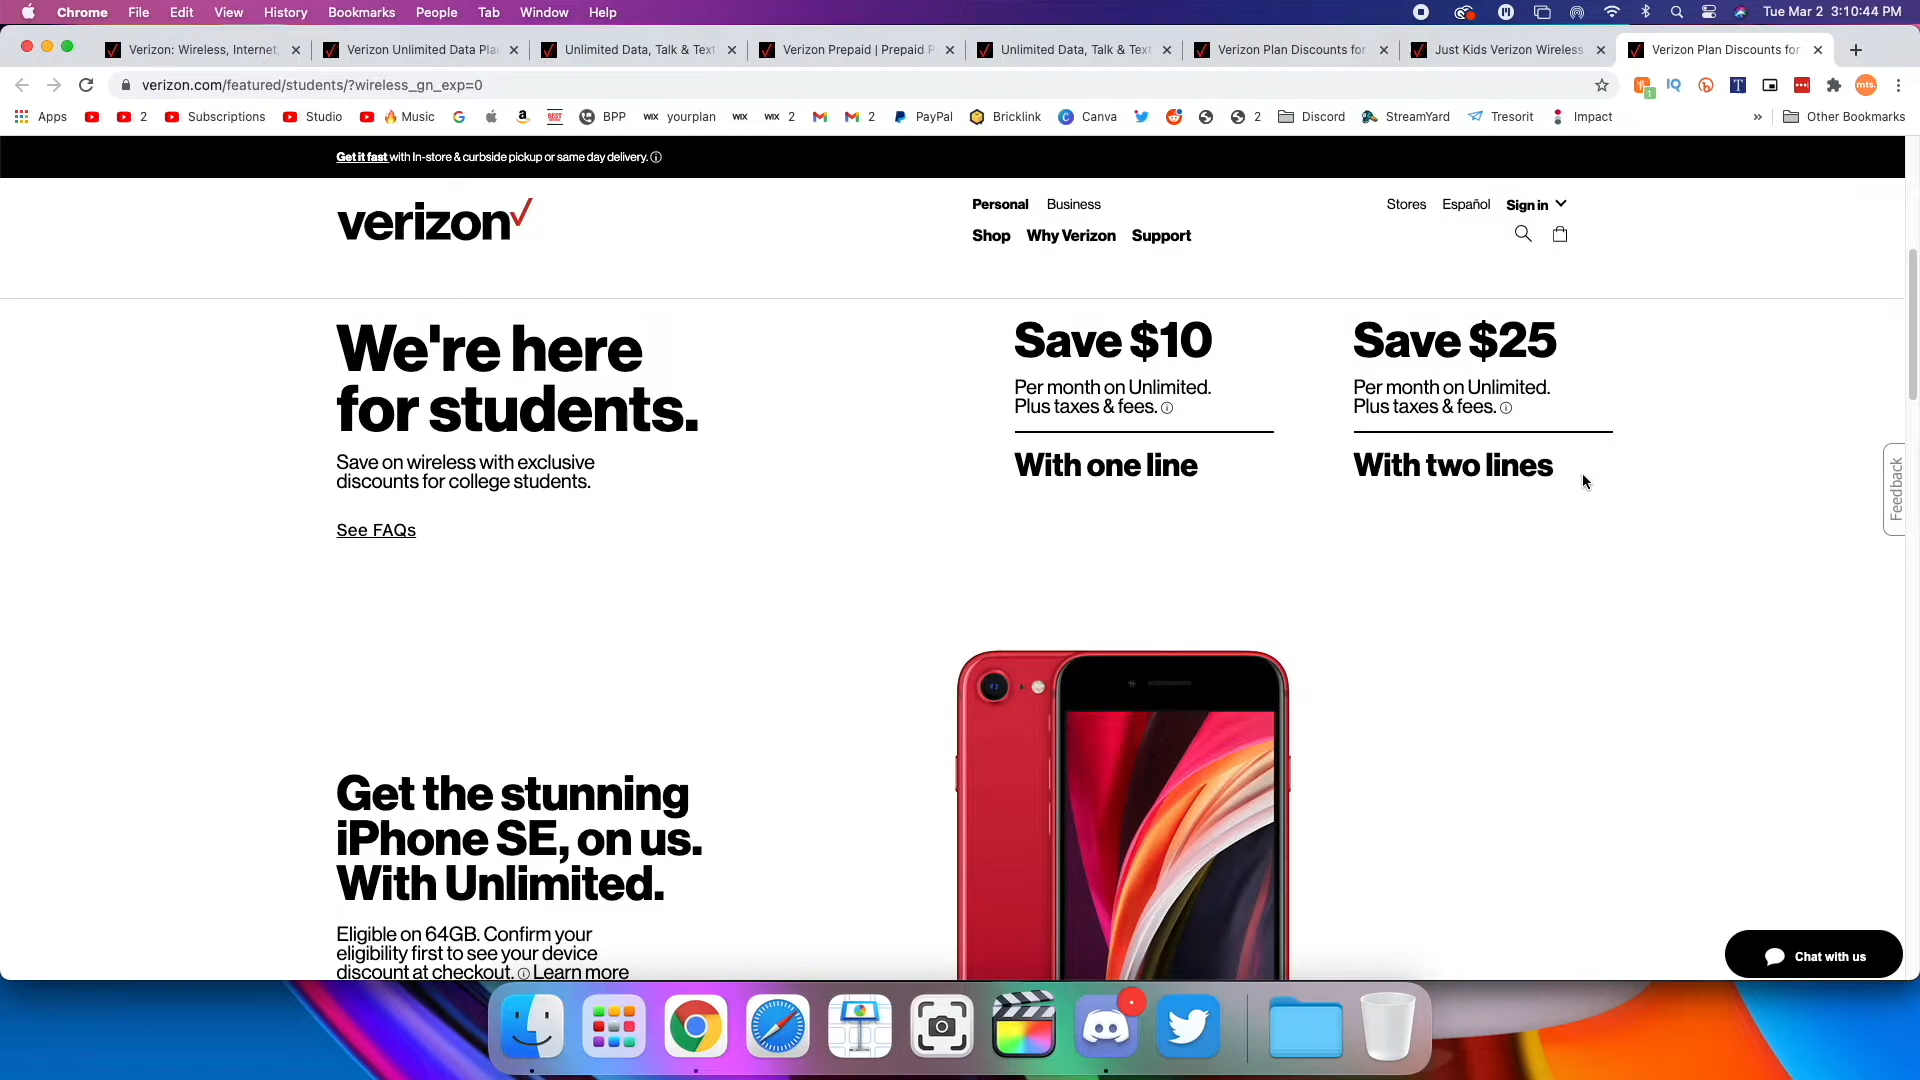 Chrome File Edit View History Bookmarks People Tab Window Help Tue Mar 2 3:10:44 PM
Verizon: Wireless, Internet, Verizon Unlimited Data Pla Unlimited Data, Talk & Text Verizon Prepaid | Prepaid P Unlimited Data, Talk & Text Verizon Plan Discounts for Just Kids Verizon Wireless Verizon Plan Discounts for
verizon.com/featured/students/?wireless_gn_exp=0
Apps 2 Subscriptions Studio Music BPP yourplan 2 2 PayPal Bricklink Canva 2 Discord StreamYard Tresorit Impact » Other Bookmarks
Get it fast with In-store & curbside pickup or same day delivery.
verizon
Personal Business
Stores Español Sign in
Shop Why Verizon Support
We're here
for students.
Save on wireless with exclusive
discounts for college students.
See FAQs
Save $10
Per month on Unlimited.
Plus taxes & fees.
With one line
Save $25
Per month on Unlimited.
Plus taxes & fees.
With two lines
Feedback
Get the stunning
iPhone SE, on us.
With Unlimited.
Eligible on 64GB. Confirm your
eligibility first to see your device
discount at checkout. Learn more
Chat with us